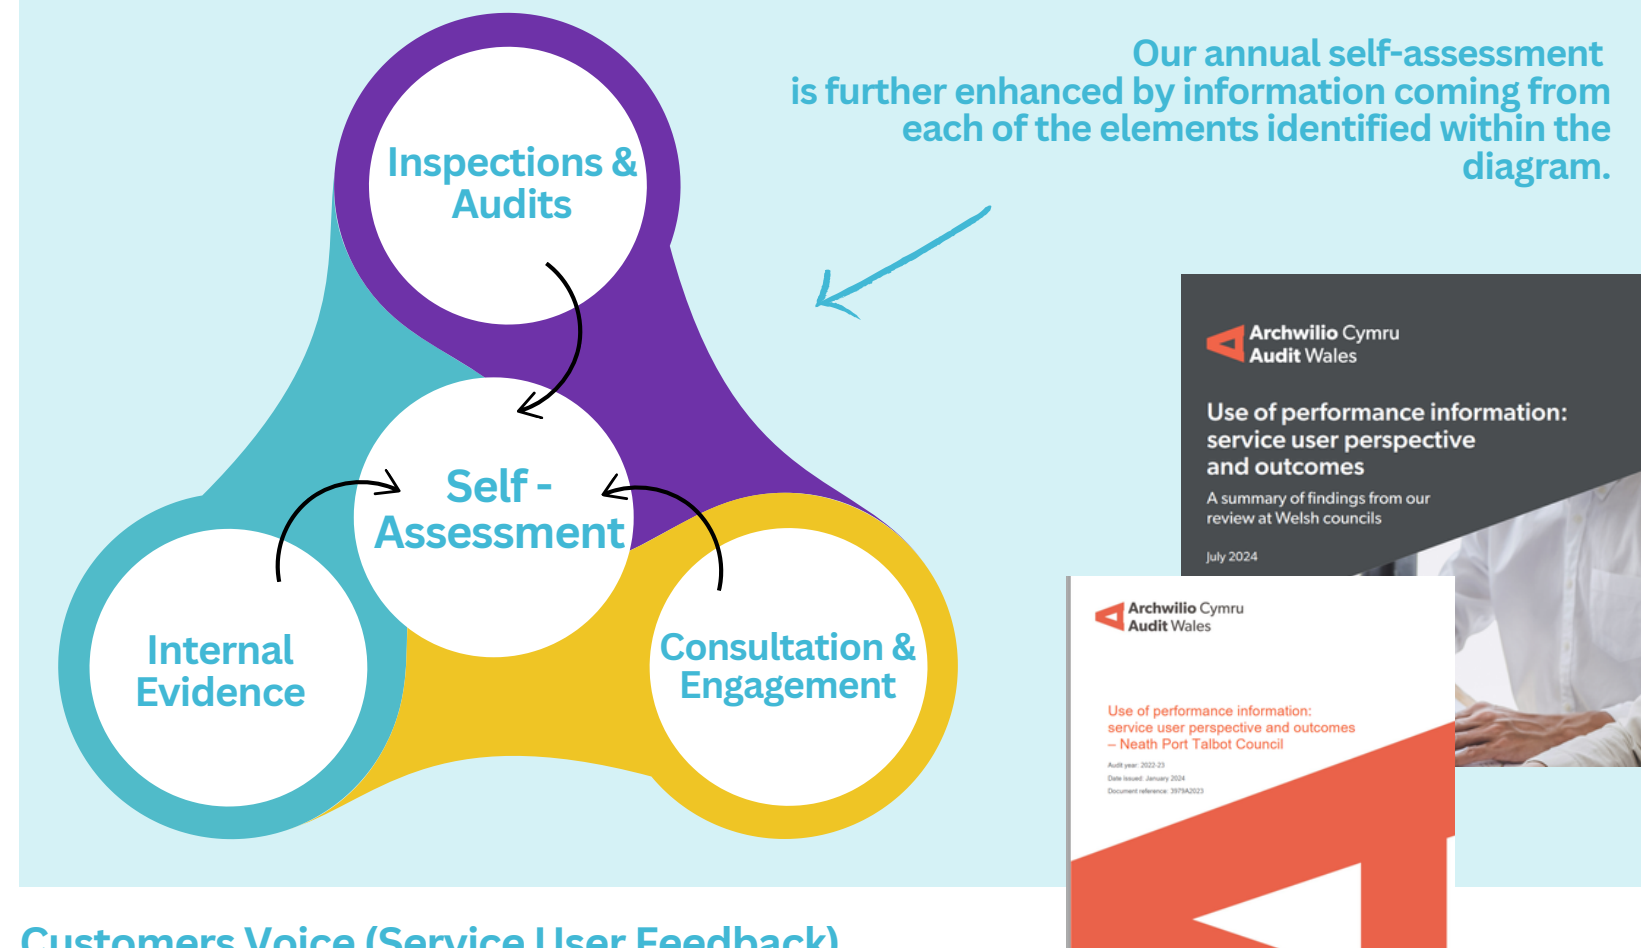 Our annual self-assessment
is further enhanced by information coming from
each of the elements identified within the
diagram.
Inspections &
Audits
Self -
Assessment
Internal
Evidence
Consultation &
Engagement
Archwilio Cymru
Audit Wales
Use of performance information:
service user perspective
and outcomes
A summary of findings from our
review at Welsh councils
July 2024
Archwilio Cymru
Audit Wales
Use of performance information:
service user perspective and outcomes
– Neath Port Talbot Council
Audit year: 2022-23
Date issued: January 2024
Document reference: 3979A2023
Customers Voice (Service User Feedback)